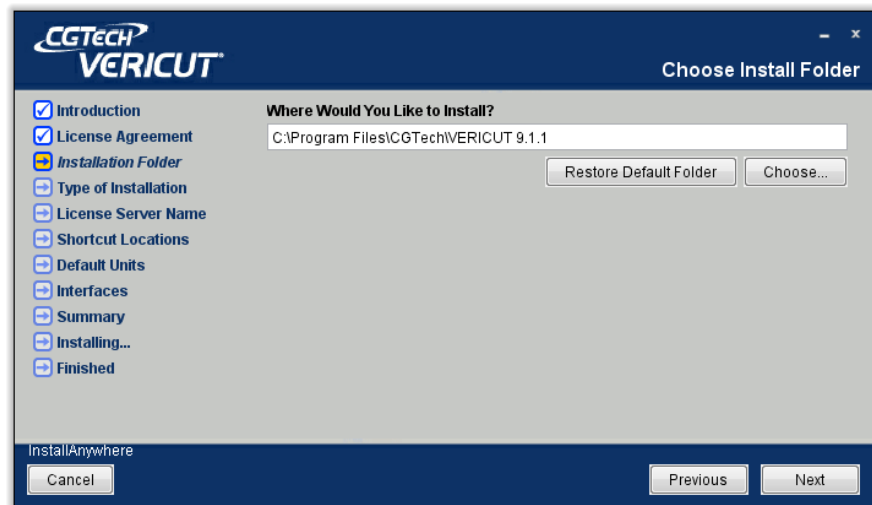 CGTECH
VERICUT
Choose Install Folder
Introduction
License Agreement
Installation Folder
Type of Installation
License Server Name
Shortcut Locations
Default Units
Interfaces
Summary
Installing...
Finished
Where Would You Like to Install?
C:\Program Files\CGTech\VERICUT 9.1.1
Restore Default Folder
Choose...
InstallAnywhere
Cancel
Previous
Next